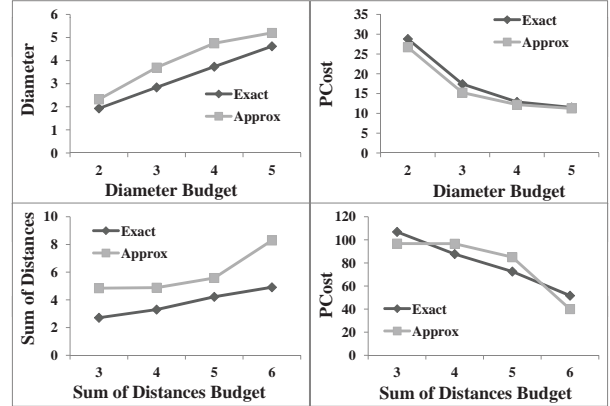 Diameter
6
5
4
3
2
1
0
Exact
Approx
2 3 4 5
Diameter Budget
PCost
35
30
25
20
15
10
5
0
Exact
Approx
2 3 4 5
Diameter Budget
Sum of Distances
10
8
6
4
2
0
Exact
Approx
3 4 5 6
Sum of Distances Budget
PCost
120
100
80
60
40
20
0
Exact
Approx
3 4 5 6
Sum of Distances Budget